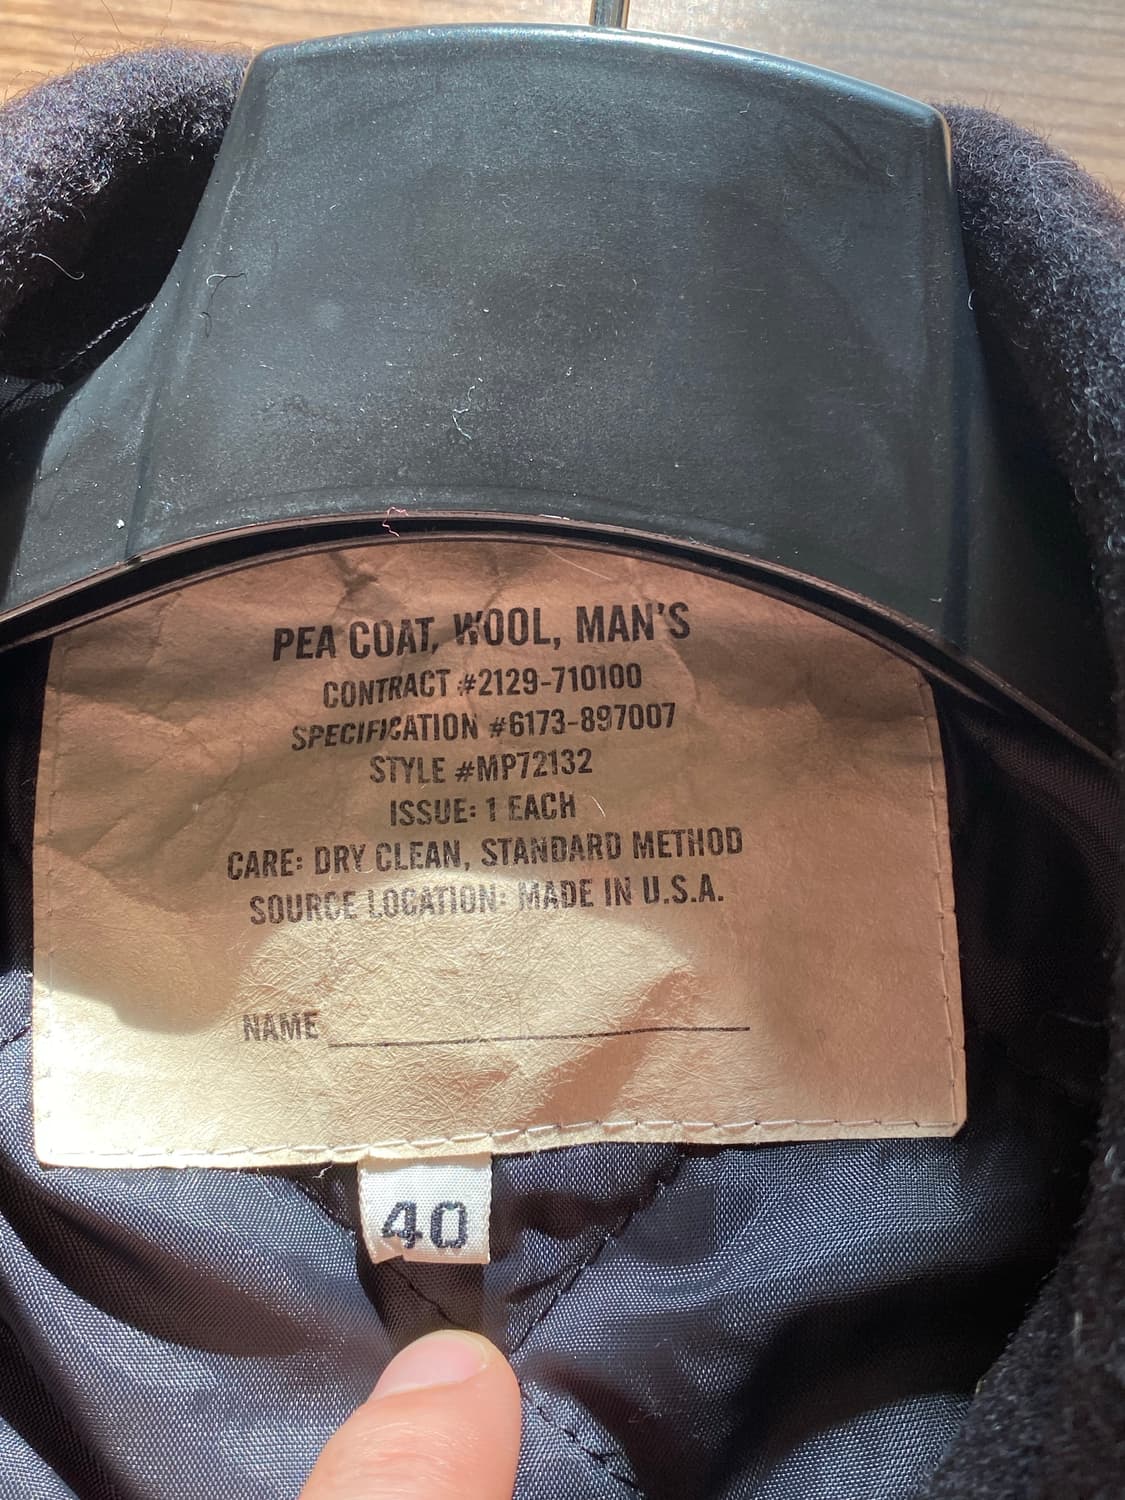 PEA COAT, WOOL, MAN'S
CONTRACT #2129-710100
SPECIFICATION #6173-897007
STYLE #MP72132
ISSUE: 1 EACH
CARE: DRY CLEAN, STANDARD METHOD
SOURCE LOCATION: MADE IN U.S.A.
NAME
40